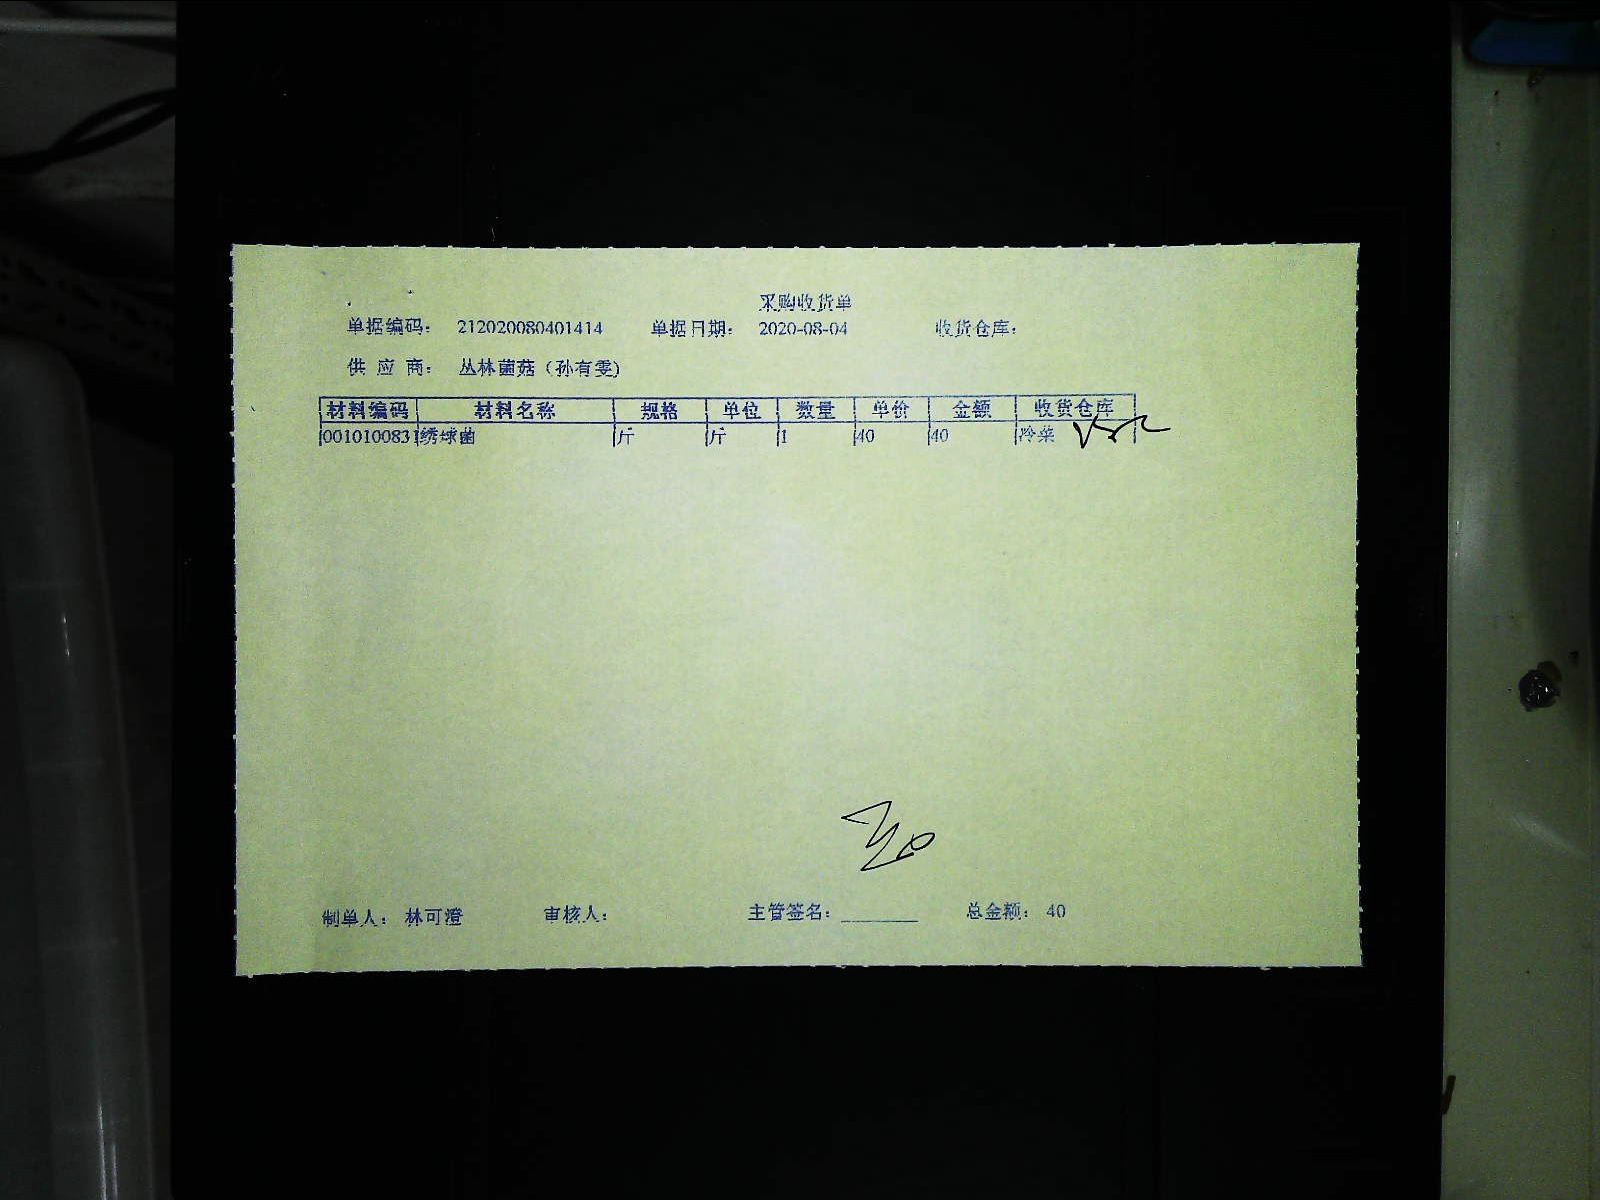 采购收货单
单据编码： 212020080401414 单据日期： 2020-08-04 收货仓库：
供 应 商： 丛林菌菇（孙有雯）
材料编码 材料名称 规格 单位 数量 单价 金额 收货仓库
001010083 绣球菌 斤 斤 1 40 40 冷菜
制单人： 林可澄 审核人： 主管签名：________ 总金额： 40